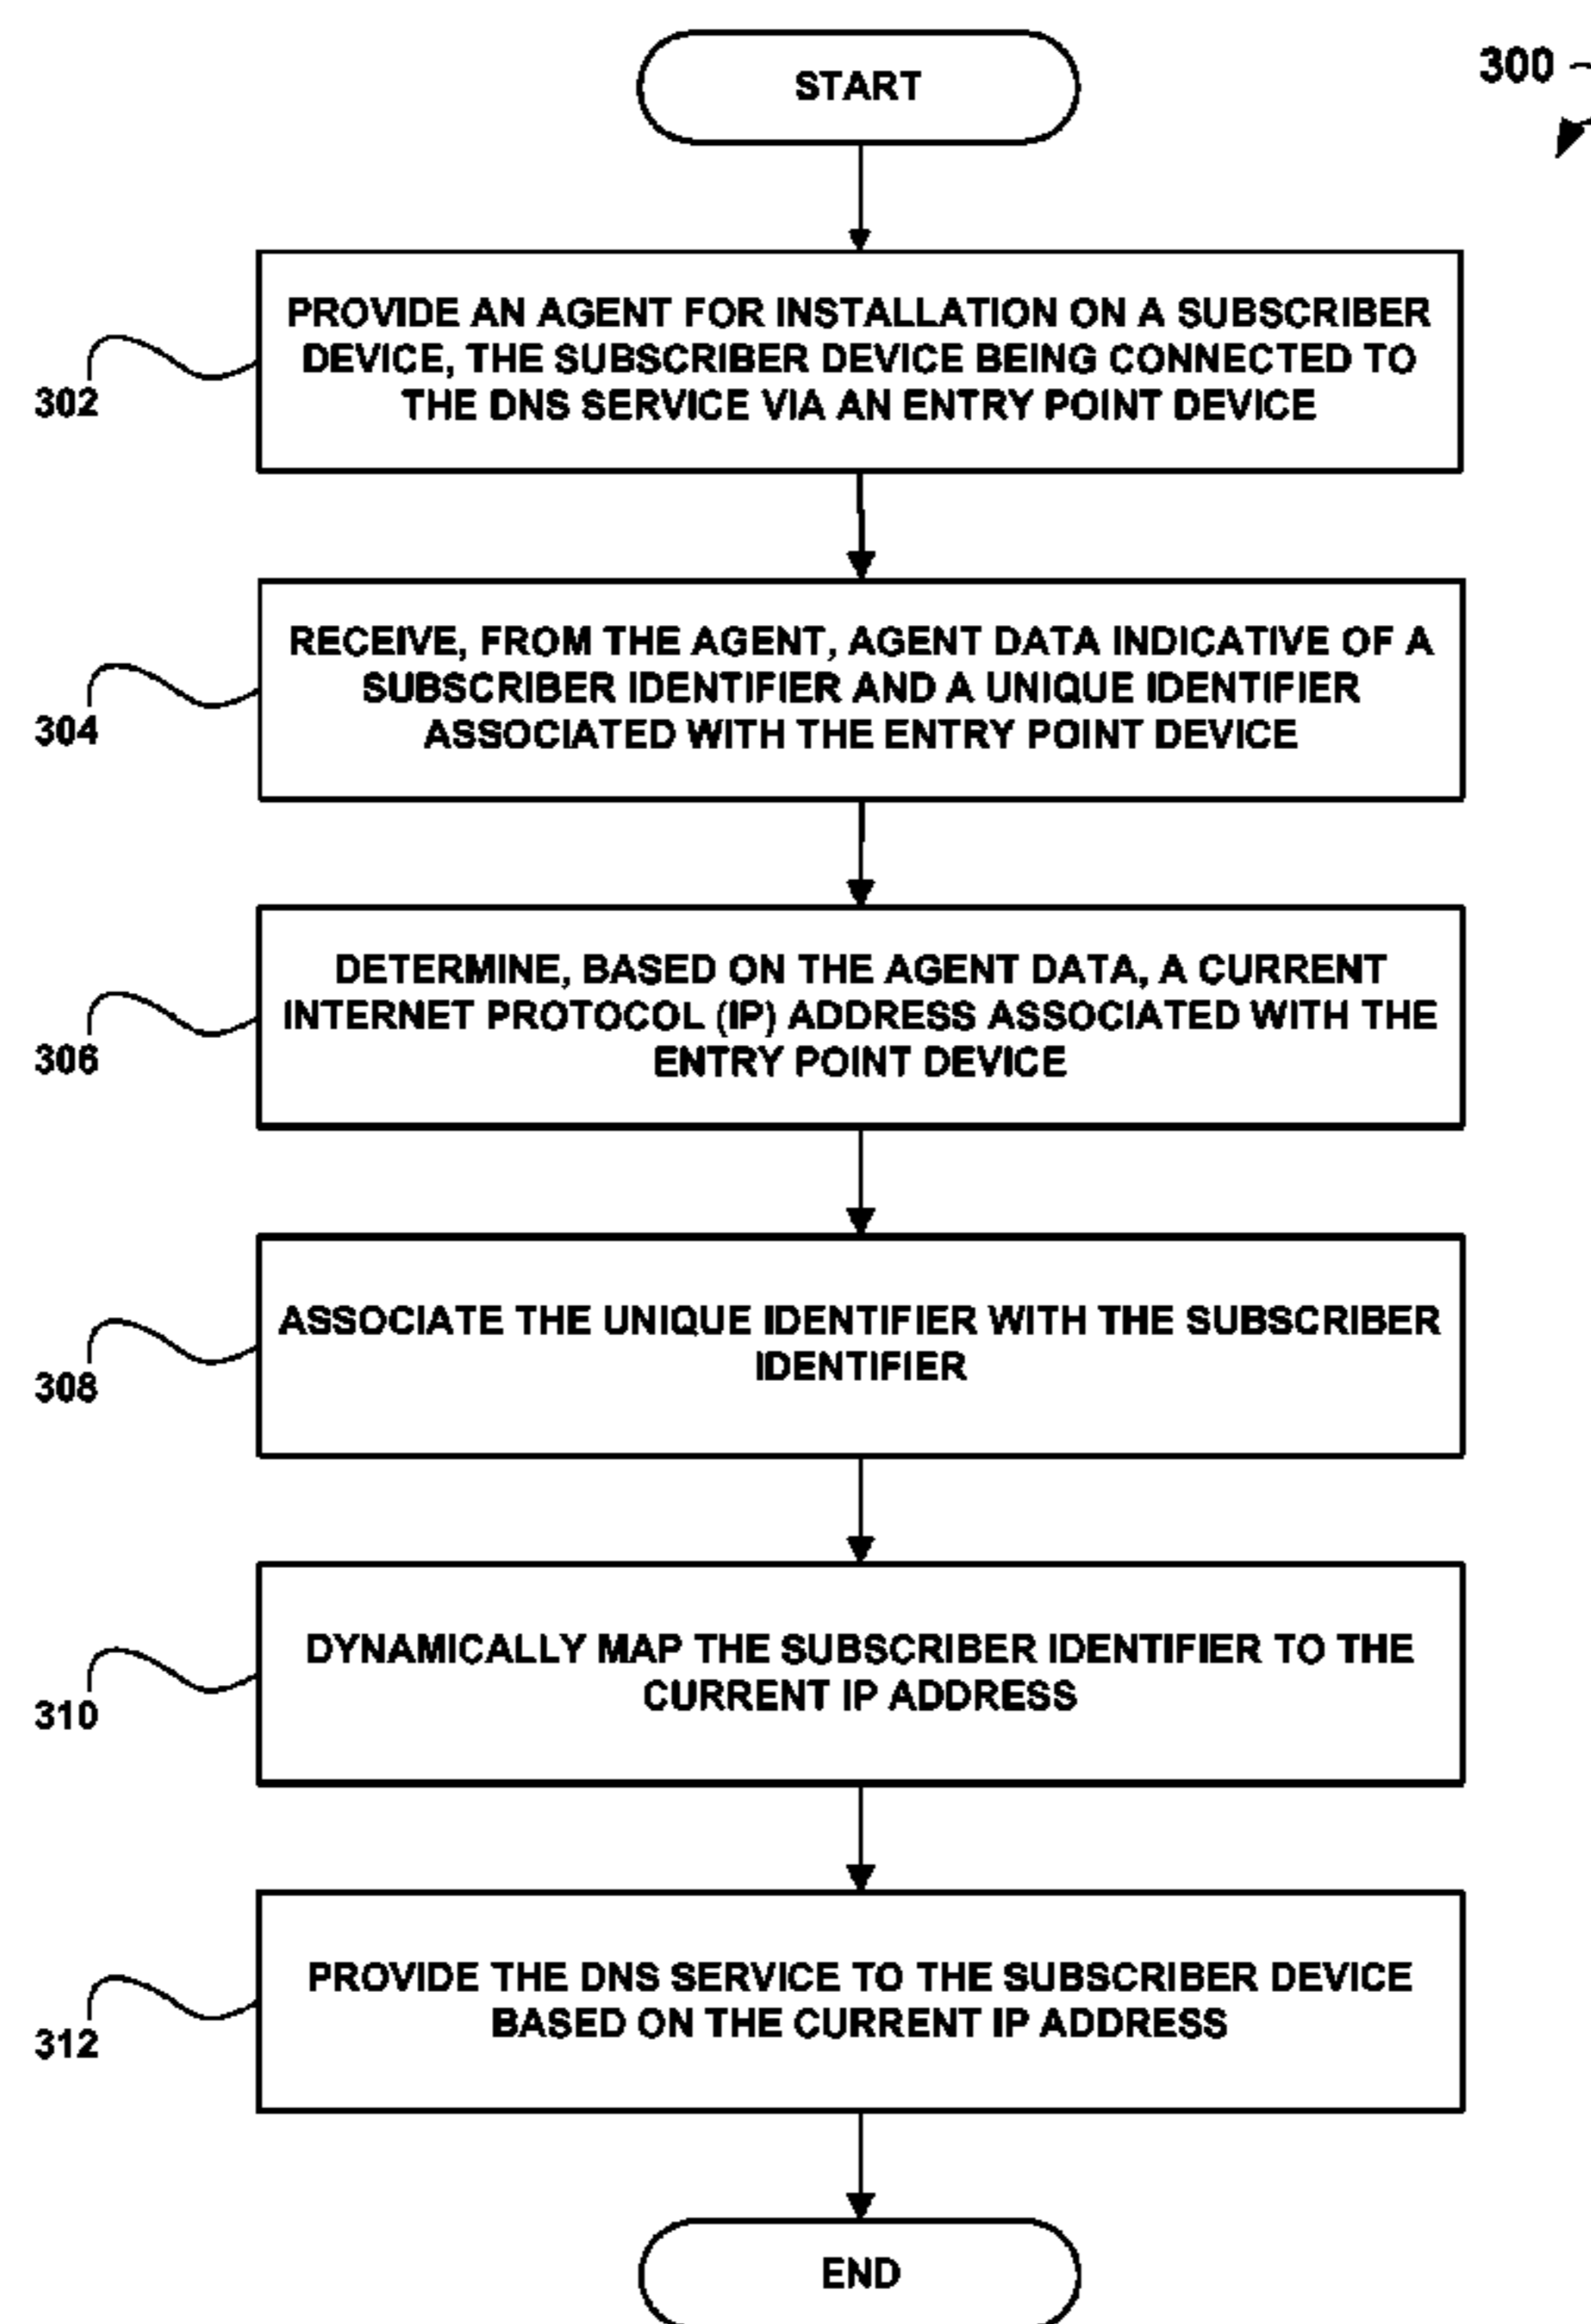 START
300
PROVIDE AN AGENT FOR INSTALLATION ON A SUBSCRIBER
DEVICE, THE SUBSCRIBER DEVICE BEING CONNECTED TO
THE DNS SERVICE VIA AN ENTRY POINT DEVICE
302
RECEIVE, FROM THE AGENT, AGENT DATA INDICATIVE OF A
SUBSCRIBER IDENTIFIER AND A UNIQUE IDENTIFIER
ASSOCIATED WITH THE ENTRY POINT DEVICE
304
DETERMINE, BASED ON THE AGENT DATA, A CURRENT
INTERNET PROTOCOL (IP) ADDRESS ASSOCIATED WITH THE
ENTRY POINT DEVICE
306
ASSOCIATE THE UNIQUE IDENTIFIER WITH THE SUBSCRIBER
IDENTIFIER
308
DYNAMICALLY MAP THE SUBSCRIBER IDENTIFIER TO THE
CURRENT IP ADDRESS
310
PROVIDE THE DNS SERVICE TO THE SUBSCRIBER DEVICE
BASED ON THE CURRENT IP ADDRESS
312
END